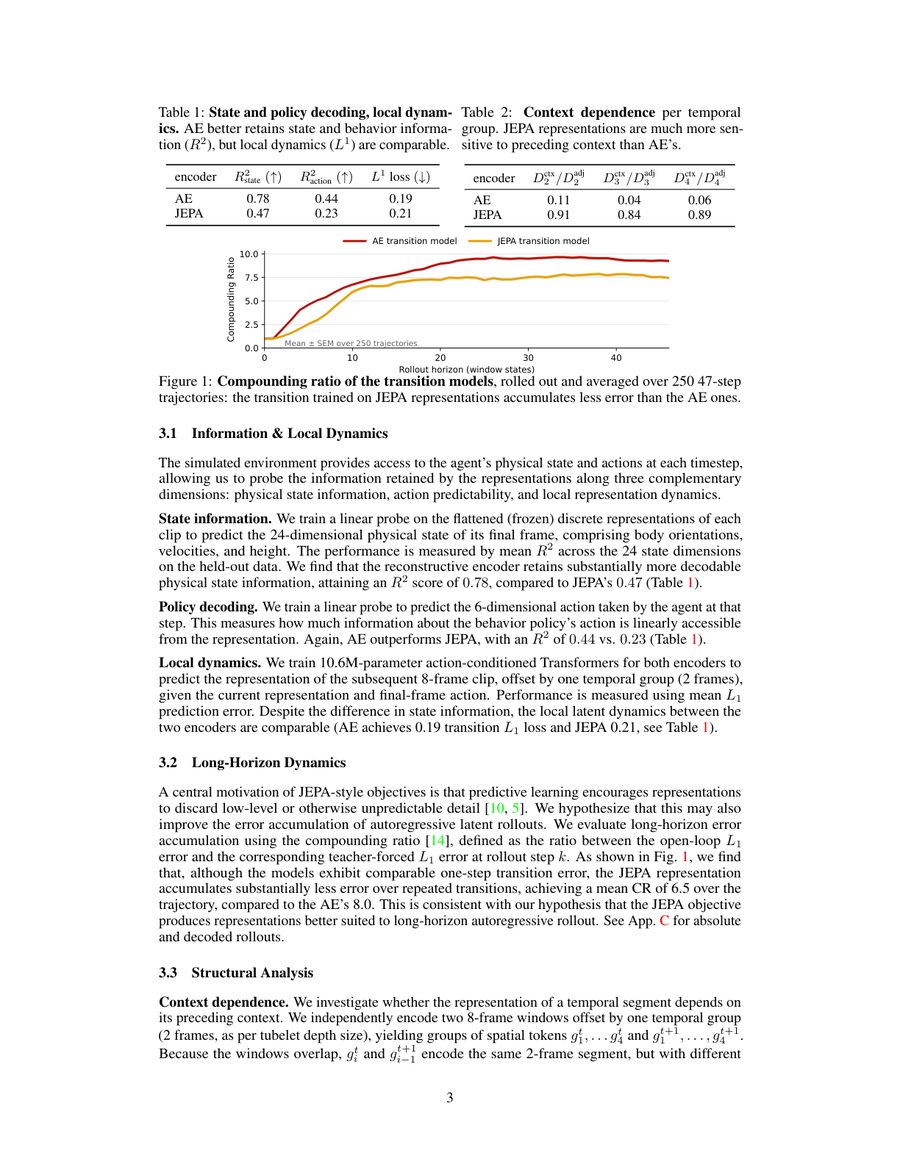 Table 1: State and policy decoding, local dynam-
ics. AE better retains state and behavior informa-
tion (R²), but local dynamics (L¹) are comparable.
Table 2: Context dependence per temporal
group. JEPA representations are much more sen-
sitive to preceding context than AE's.
encoder R²state (↑) R²action (↑) L¹ loss (↓)
AE 0.78 0.44 0.19
JEPA 0.47 0.23 0.21
encoder D₂ctx/D₂adj D₃ctx/D₃adj D₄ctx/D₄adj
AE 0.11 0.04 0.06
JEPA 0.91 0.84 0.89
AE transition model JEPA transition model
Compounding Ratio
10.0
7.5
5.0
2.5
0.0
Mean ± SEM over 250 trajectories
0 10 20 30 40
Rollout horizon (window states)
Figure 1: Compounding ratio of the transition models, rolled out and averaged over 250 47-step
trajectories: the transition trained on JEPA representations accumulates less error than the AE ones.
3.1 Information & Local Dynamics
The simulated environment provides access to the agent's physical state and actions at each timestep,
allowing us to probe the information retained by the representations along three complementary
dimensions: physical state information, action predictability, and local representation dynamics.
State information. We train a linear probe on the flattened (frozen) discrete representations of each
clip to predict the 24-dimensional physical state of its final frame, comprising body orientations,
velocities, and height. The performance is measured by mean R² across the 24 state dimensions
on the held-out data. We find that the reconstructive encoder retains substantially more decodable
physical state information, attaining an R² score of 0.78, compared to JEPA's 0.47 (Table 1).
Policy decoding. We train a linear probe to predict the 6-dimensional action taken by the agent at that
step. This measures how much information about the behavior policy's action is linearly accessible
from the representation. Again, AE outperforms JEPA, with an R² of 0.44 vs. 0.23 (Table 1).
Local dynamics. We train 10.6M-parameter action-conditioned Transformers for both encoders to
predict the representation of the subsequent 8-frame clip, offset by one temporal group (2 frames),
given the current representation and final-frame action. Performance is measured using mean L₁
prediction error. Despite the difference in state information, the local latent dynamics between the
two encoders are comparable (AE achieves 0.19 transition L₁ loss and JEPA 0.21, see Table 1).
3.2 Long-Horizon Dynamics
A central motivation of JEPA-style objectives is that predictive learning encourages representations
to discard low-level or otherwise unpredictable detail [10, 5]. We hypothesize that this may also
improve the error accumulation of autoregressive latent rollouts. We evaluate long-horizon error
accumulation using the compounding ratio [14], defined as the ratio between the open-loop L₁
error and the corresponding teacher-forced L₁ error at rollout step k. As shown in Fig. 1, we find
that, although the models exhibit comparable one-step transition error, the JEPA representation
accumulates substantially less error over repeated transitions, achieving a mean CR of 6.5 over the
trajectory, compared to the AE's 8.0. This is consistent with our hypothesis that the JEPA objective
produces representations better suited to long-horizon autoregressive rollout. See App. C for absolute
and decoded rollouts.
3.3 Structural Analysis
Context dependence. We investigate whether the representation of a temporal segment depends on
its preceding context. We independently encode two 8-frame windows offset by one temporal group
(2 frames, as per tubelet depth size), yielding groups of spatial tokens g₁ᵗ, . . . g₄ᵗ and g₁ᵗ⁺¹, . . . , g₄ᵗ⁺¹.
Because the windows overlap, gᵢᵗ and gᵢ₋₁ᵗ⁺¹ encode the same 2-frame segment, but with different
3